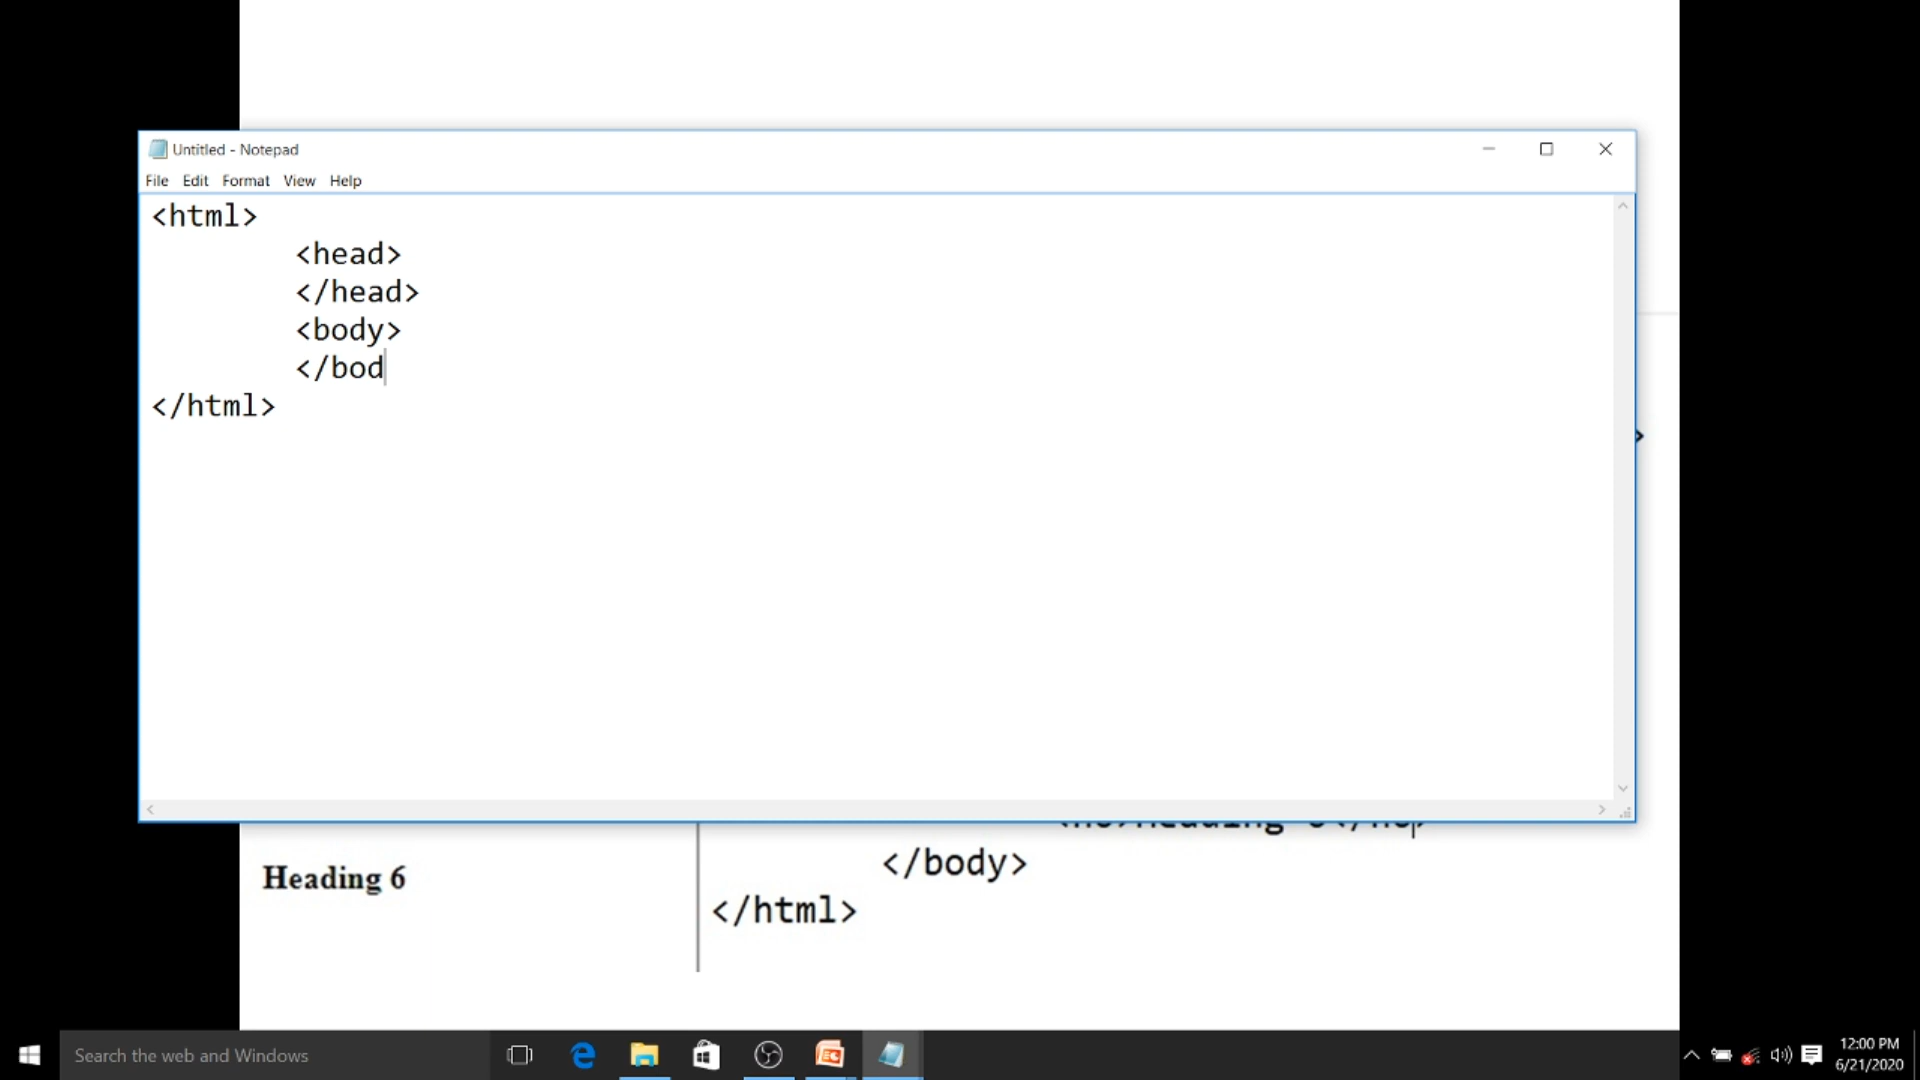 Untitled - Notepad
File Edit Format View Help
<html>
<head>
</head>
<body>
</bod
</html>
</body>
</html>
Heading 6
Search the web and Windows
12:00 PM
6/21/2020